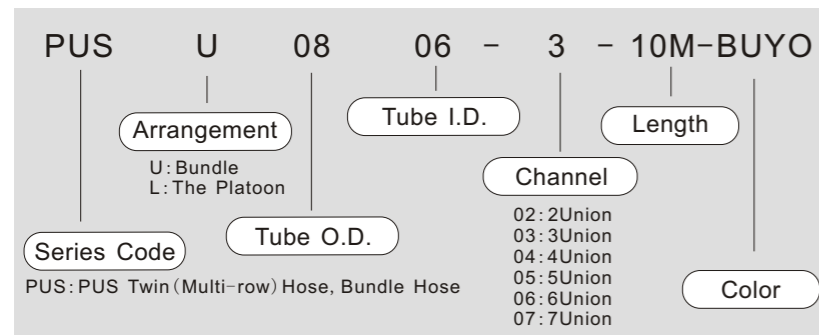 PUS U 08 06 - 3 - 10M-BUYO
Arrangement
U:Bundle
L:The Platoon
Tube I.D.
Length
Channel
02:2Union
03:3Union
04:4Union
05:5Union
06:6Union
07:7Union
Series Code
Tube O.D.
PUS:PUS Twin(Multi-row)Hose, Bundle Hose
Color